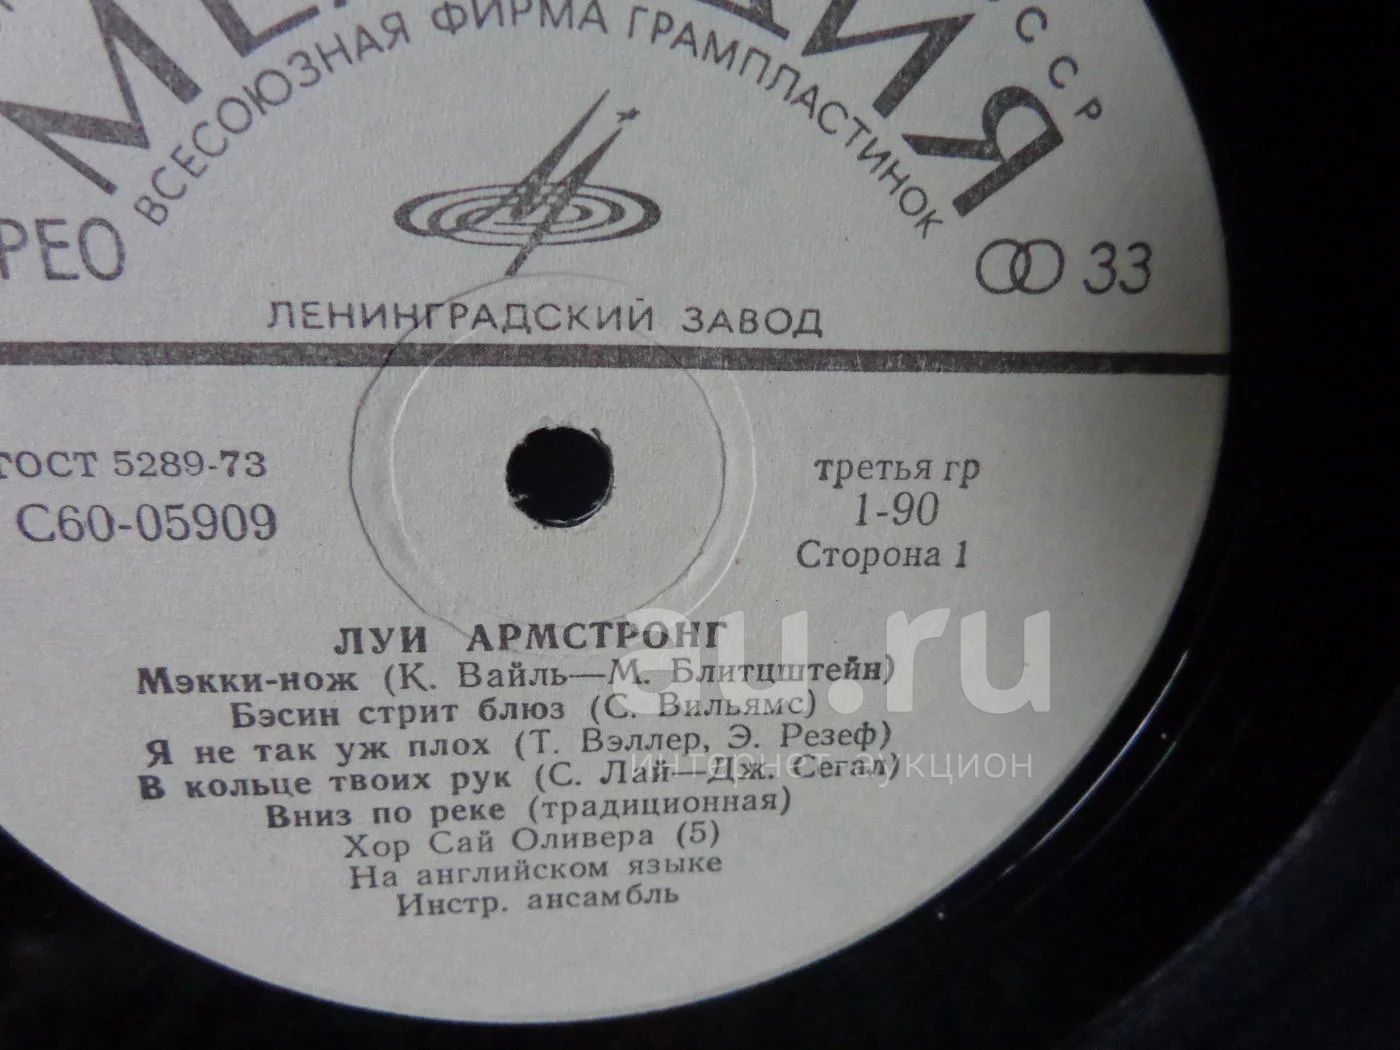 СССР
ВСЕСОЮЗНАЯ ФИРМА ГРАМПЛАСТИНОК
33
ЛЕНИНГРАДСКИЙ ЗАВОД
ГОСТ 5289-73
С60-05909
третья гр
1-90
Сторона 1
ЛУИ АРМСТРОНГ
Мэкки-нож (К. Вайль—М. Блитцштейн)
Бэсин стрит блюз (С. Вильямс)
Я не так уж плох (Т. Вэллер, Э. Резеф)
В кольце твоих рук (С. Лай—Дж. Сегал)
Вниз по реке (традиционная)
Хор Сай Оливера (5)
На английском языке
Инстр. ансамбль
au.ru
интернет аукцион